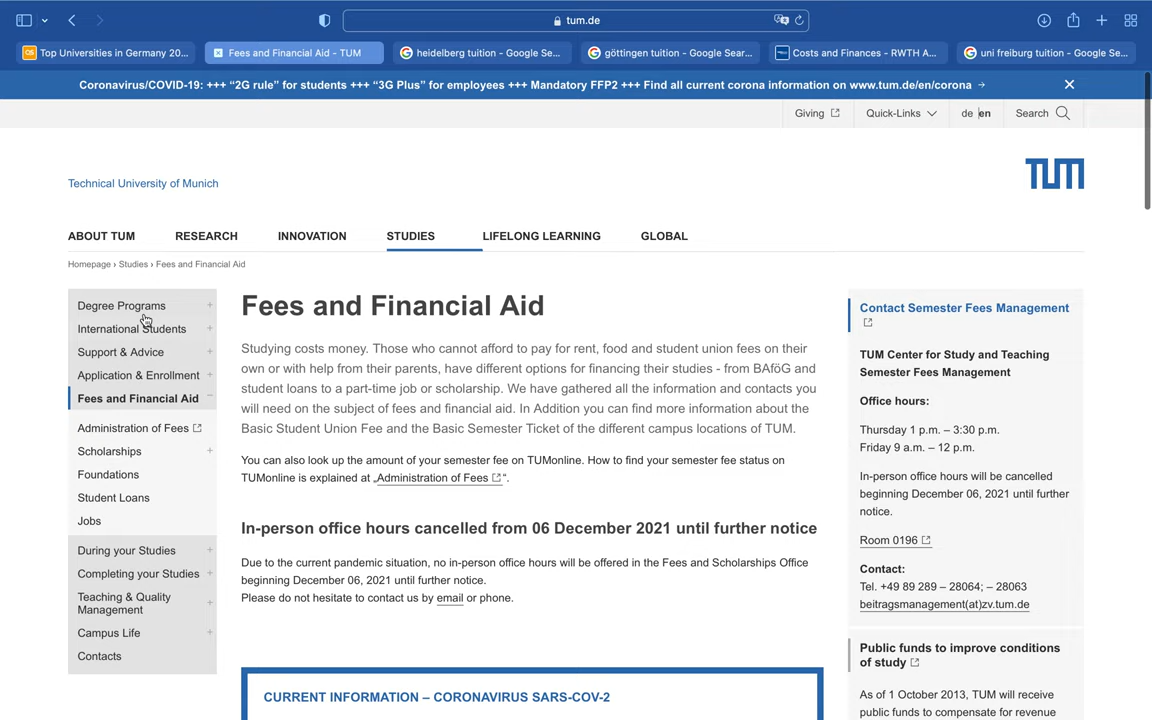 tum.de
Top Universities in Germany 20...
Fees and Financial Aid - TUM
heidelberg tuition - Google Se...
göttingen tuition - Google Sear...
Costs and Finances - RWTH A...
uni freiburg tuition - Google Se...
Coronavirus/COVID-19: +++ “2G rule” for students +++ “3G Plus” for employees +++ Mandatory FFP2 +++ Find all current corona information on www.tum.de/en/corona →
Giving
Quick-Links
de en
Search
Technical University of Munich
TUM
ABOUT TUM
RESEARCH
INNOVATION
STUDIES
LIFELONG LEARNING
GLOBAL
Homepage › Studies › Fees and Financial Aid
Degree Programs +
International Students +
Support & Advice +
Application & Enrollment +
Fees and Financial Aid −
Administration of Fees
Scholarships +
Foundations
Student Loans
Jobs
During your Studies +
Completing your Studies +
Teaching & Quality
Management +
Campus Life +
Contacts
Fees and Financial Aid
Studying costs money. Those who cannot afford to pay for rent, food and student union fees on their
own or with help from their parents, have different options for financing their studies - from BAföG and
student loans to a part-time job or scholarship. We have gathered all the information and contacts you
will need on the subject of fees and financial aid. In Addition you can find more information about the
Basic Student Union Fee and the Basic Semester Ticket of the different campus locations of TUM.
You can also look up the amount of your semester fee on TUMonline. How to find your semester fee status on
TUMonline is explained at „Administration of Fees “.
In-person office hours cancelled from 06 December 2021 until further notice
Due to the current pandemic situation, no in-person office hours will be offered in the Fees and Scholarships Office
beginning December 06, 2021 until further notice.
Please do not hesitate to contact us by email or phone.
CURRENT INFORMATION – CORONAVIRUS SARS-COV-2
Contact Semester Fees Management
TUM Center for Study and Teaching
Semester Fees Management
Office hours:
Thursday 1 p.m. – 3:30 p.m.
Friday 9 a.m. – 12 p.m.
In-person office hours will be cancelled
beginning December 06, 2021 until further
notice.
Room 0196
Contact:
Tel. +49 89 289 – 28064; – 28063
beitragsmanagement(at)zv.tum.de
Public funds to improve conditions
of study
As of 1 October 2013, TUM will receive
public funds to compensate for revenue